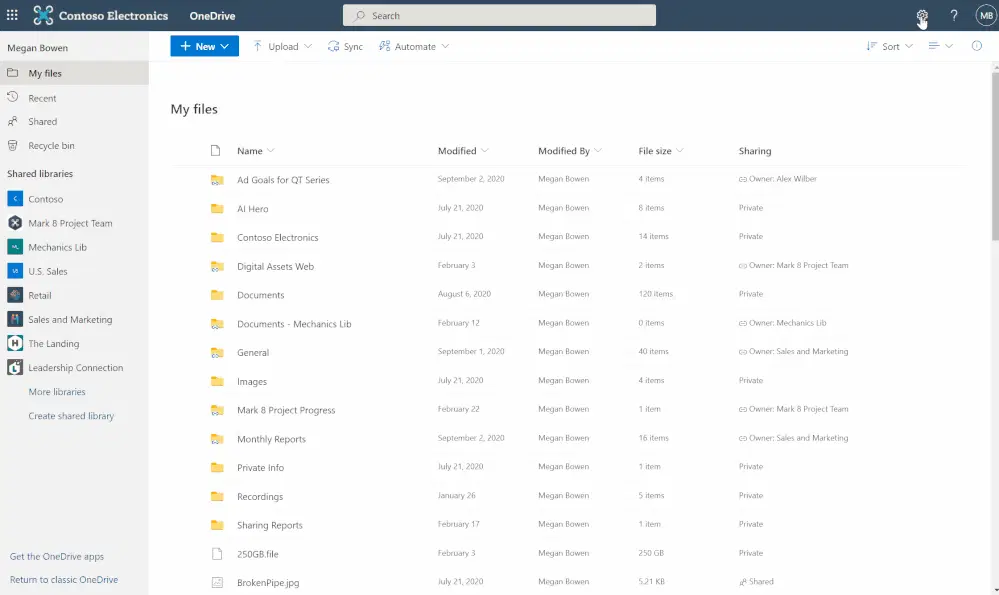 Contoso Electronics OneDrive Search ? MB
Megan Bowen
+ New Upload Sync Automate Sort
My files
Recent
Shared
Recycle bin
Shared libraries
Contoso
Mark 8 Project Team
Mechanics Lib
U.S. Sales
Retail
Sales and Marketing
The Landing
Leadership Connection
More libraries
Create shared library
Get the OneDrive apps
Return to classic OneDrive
My files
Name Modified Modified By File size Sharing
Ad Goals for QT Series September 2, 2020 Megan Bowen 4 items Owner: Alex Wilber
AI Hero July 21, 2020 Megan Bowen 8 items Private
Contoso Electronics July 21, 2020 Megan Bowen 14 items Private
Digital Assets Web February 3 Megan Bowen 2 items Owner: Mark 8 Project Team
Documents August 6, 2020 Megan Bowen 120 items Private
Documents - Mechanics Lib February 12 Megan Bowen 0 items Owner: Mechanics Lib
General September 1, 2020 Megan Bowen 40 items Owner: Sales and Marketing
Images July 21, 2020 Megan Bowen 4 items Private
Mark 8 Project Progress February 22 Megan Bowen 1 item Owner: Mark 8 Project Team
Monthly Reports September 2, 2020 Megan Bowen 16 items Owner: Sales and Marketing
Private Info July 21, 2020 Megan Bowen 1 item Private
Recordings January 26 Megan Bowen 5 items Private
Sharing Reports February 17 Megan Bowen 1 item Private
250GB.file February 3 Megan Bowen 250 GB Private
BrokenPipe.jpg July 21, 2020 Megan Bowen 5.21 KB Shared